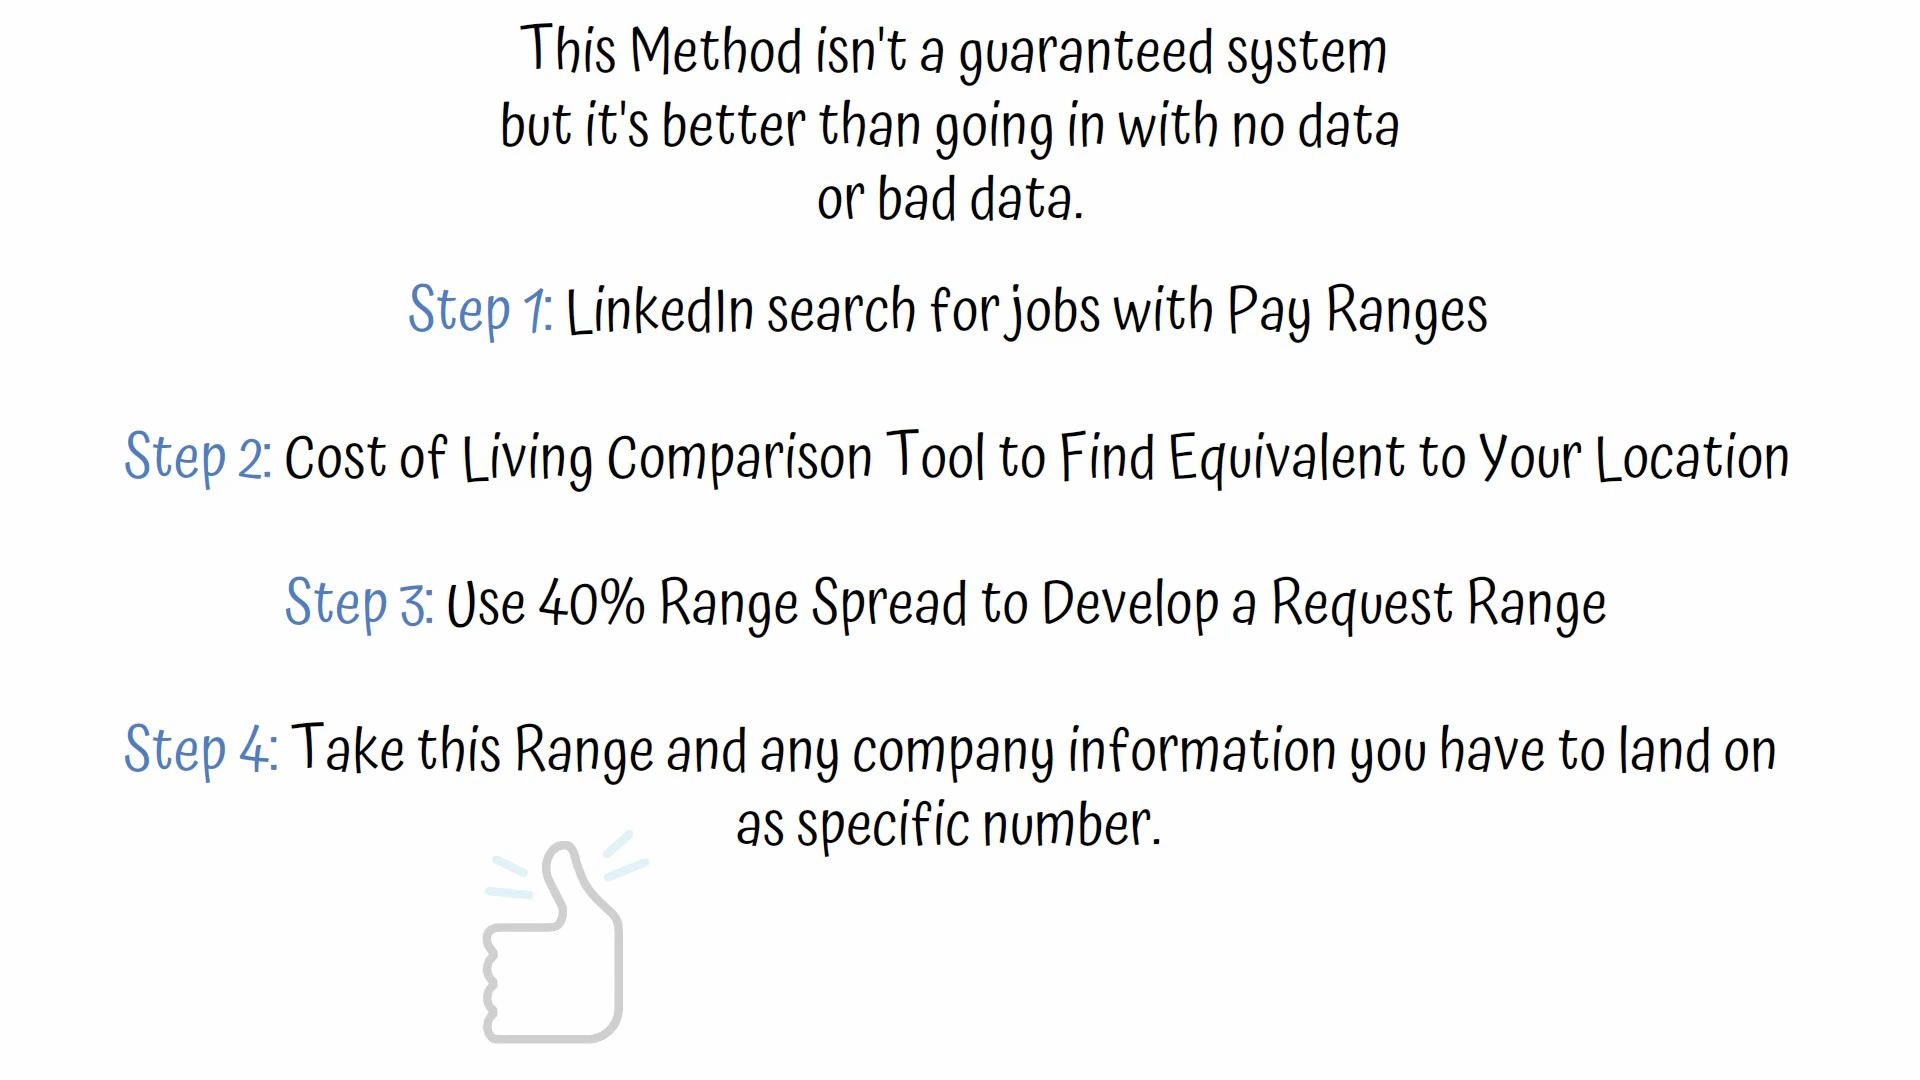 This Method isn't a guaranteed system
but it's better than going in with no data
or bad data.
Step 1: LinkedIn search for jobs with Pay Ranges
Step 2: Cost of Living Comparison Tool to Find Equivalent to Your Location
Step 3: Use 40% Range Spread to Develop a Request Range
Step 4: Take this Range and any company information you have to land on
as specific number.